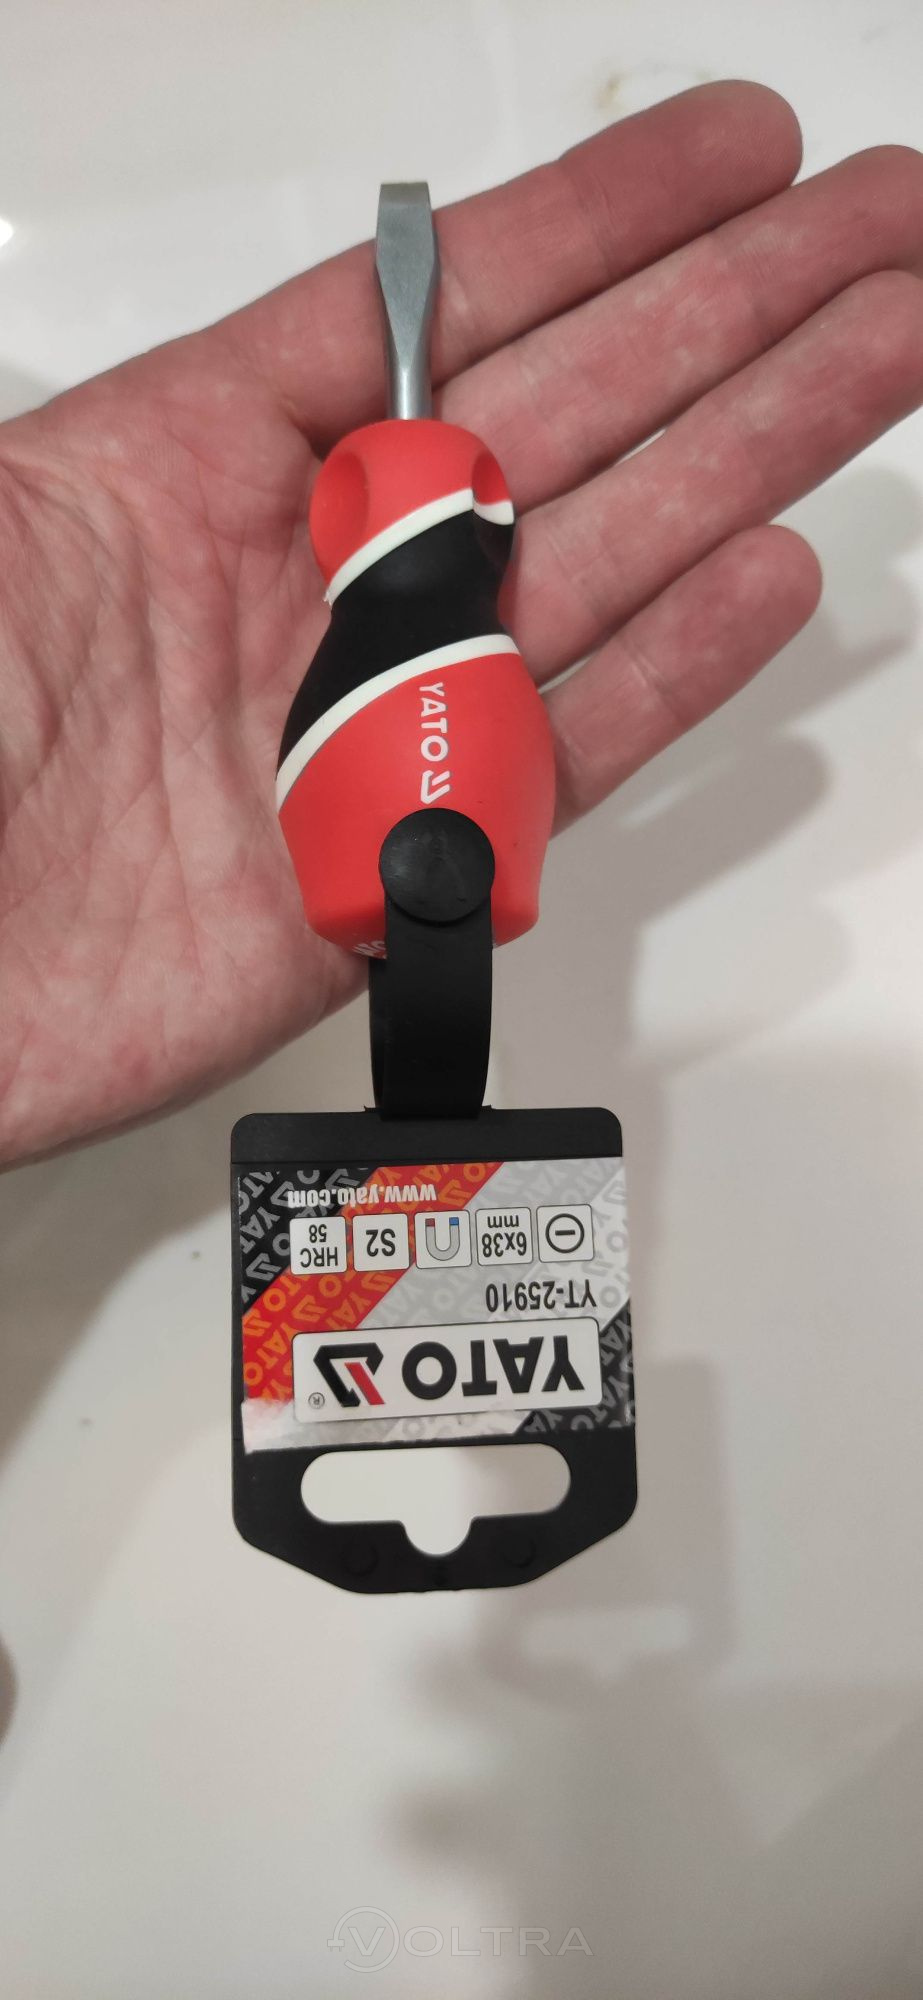 YATO
YATO
YT-25910
6x38
mm
S2
HRC
58
www.yato.com
VOLTRA